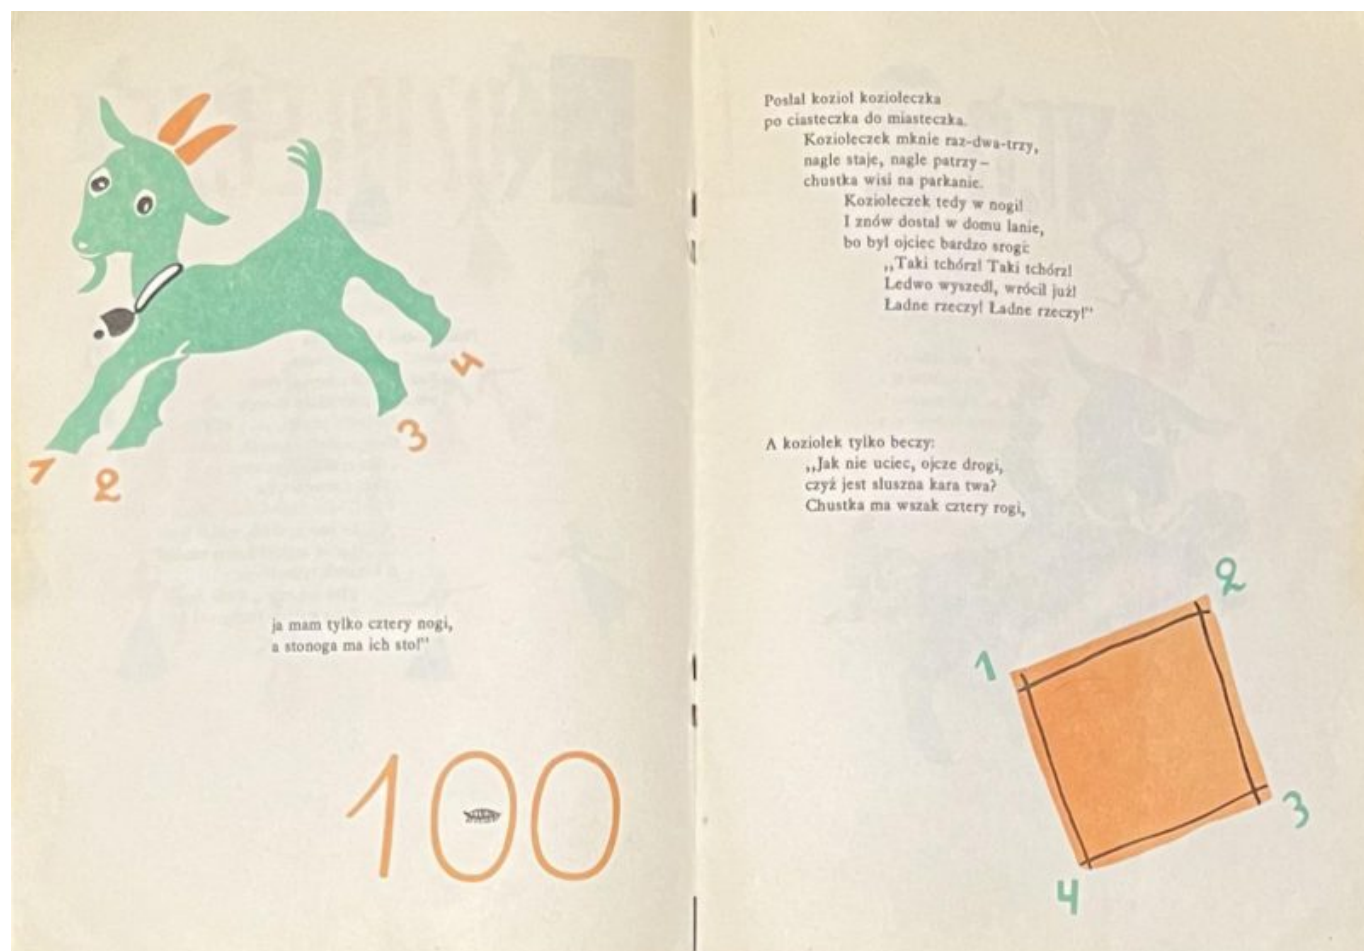 1
2
3
4
ja mam tylko cztery nogi,
a stonoga ma ich sto!"
100
Posłał kozioł koziołeczka
po ciasteczka do miasteczka.
Koziołeczek mknie raz-dwa-trzy,
nagle staje, nagle patrzy –
chustka wisi na parkanie.
Koziołeczek tedy w nogi!
I znów dostał w domu lanie,
bo był ojciec bardzo srogi:
„Taki tchórz! Taki tchórz!
Ledwo wyszedł, wrócił już!
Ładne rzeczy! Ładne rzeczy!"
A koziołek tylko beczy:
„Jak nie uciec, ojcze drogi,
czyż jest słuszna kara twa?
Chustka ma wszak cztery rogi,
1
2
3
4